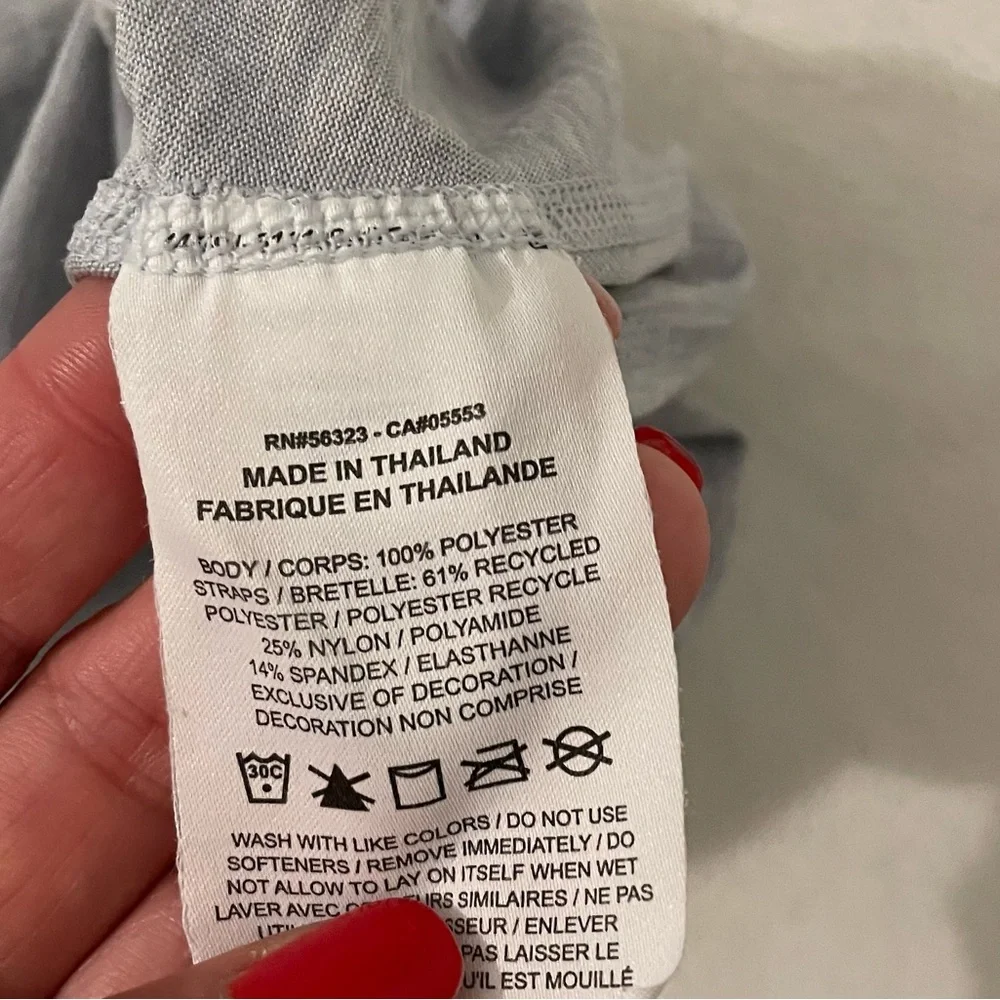 RN#56323 - CA#05553
MADE IN THAILAND
FABRIQUE EN THAILANDE
BODY / CORPS: 100% POLYESTER
STRAPS / BRETELLE: 61% RECYCLED
POLYESTER / POLYESTER RECYCLE
25% NYLON / POLYAMIDE
14% SPANDEX / ELASTHANNE
EXCLUSIVE OF DECORATION /
DECORATION NON COMPRISE
30C
WASH WITH LIKE COLORS / DO NOT USE
SOFTENERS / REMOVE IMMEDIATELY / DO
NOT ALLOW TO LAY ON ITSELF WHEN WET
LAVER AVEC SIMILAIRES / NE PAS
/ ENLEVER
PAS LAISSER LE
U'IL EST MOUILLÉ